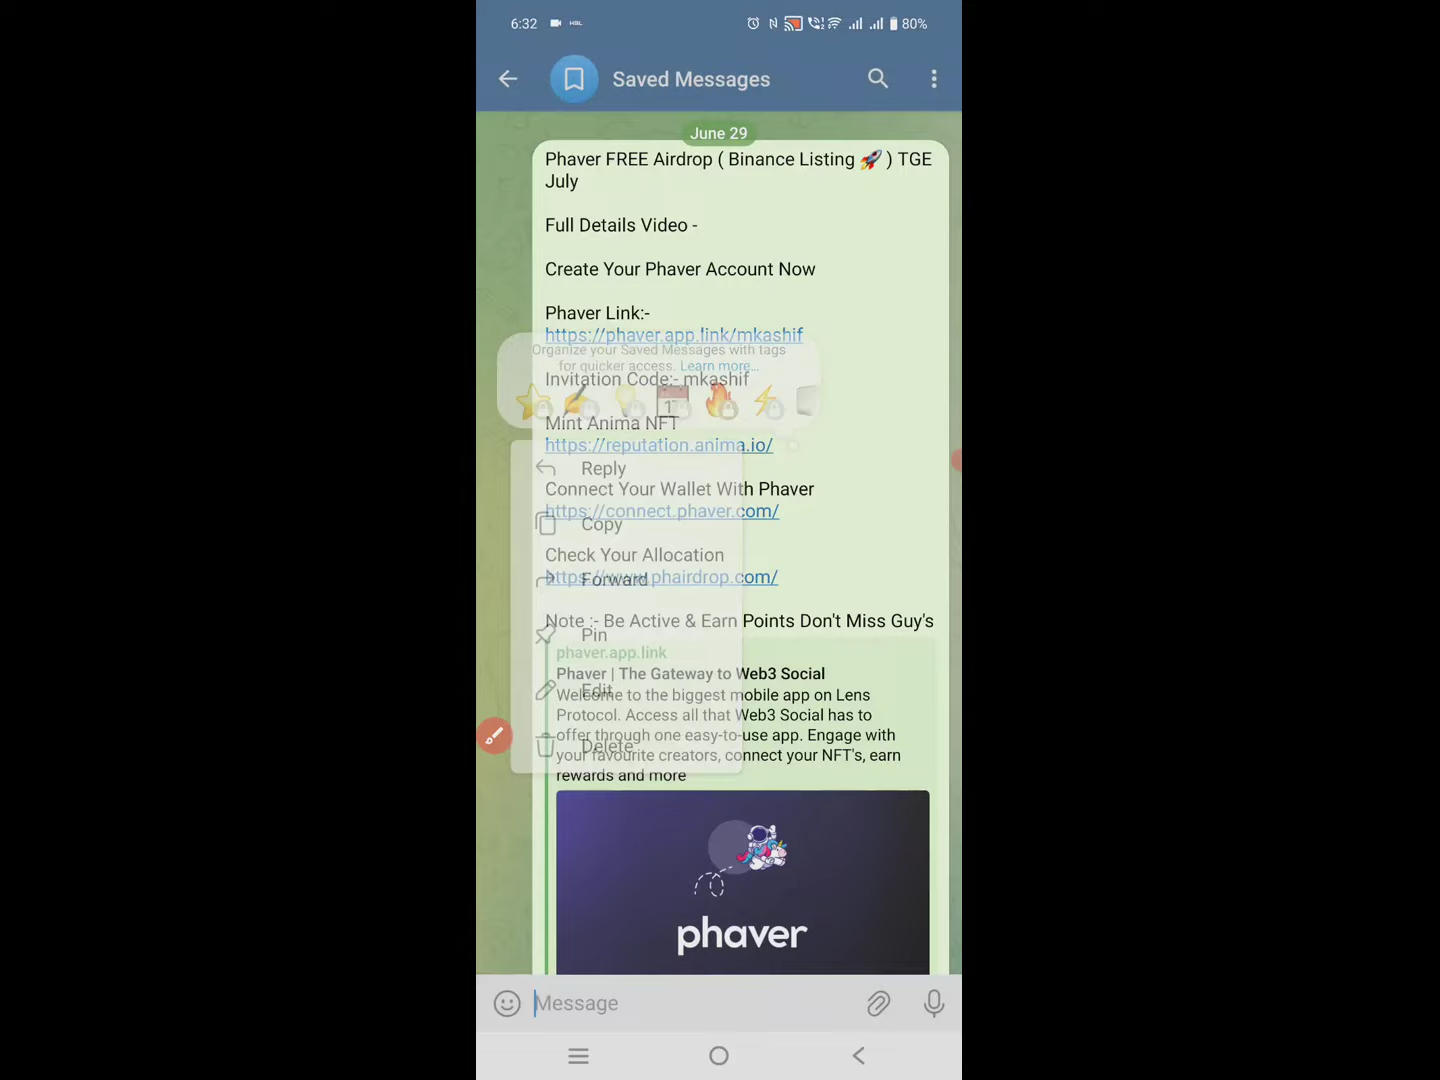 6:32 HBL 80%
Saved Messages
June 29
Phaver FREE Airdrop ( Binance Listing 🚀 ) TGE
July
Full Details Video -
Create Your Phaver Account Now
Phaver Link:-
https://phaver.app.link/mkashif
Organize your Saved Messages with tags
for quicker access. Learn more...
Invitation Code:- mkashif
Mint Anima NFT
https://reputation.anima.io/
Reply
Connect Your Wallet With Phaver
https://connect.phaver.com/
Copy
Check Your Allocation
https://www.phairdrop.com/
Forward
Note :- Be Active & Earn Points Don't Miss Guy's
Pin
phaver.app.link
Phaver | The Gateway to Web3 Social
Edit
Welcome to the biggest mobile app on Lens
Protocol. Access all that Web3 Social has to
offer through one easy-to-use app. Engage with
Delete
your favourite creators, connect your NFT's, earn
rewards and more
phaver
Message